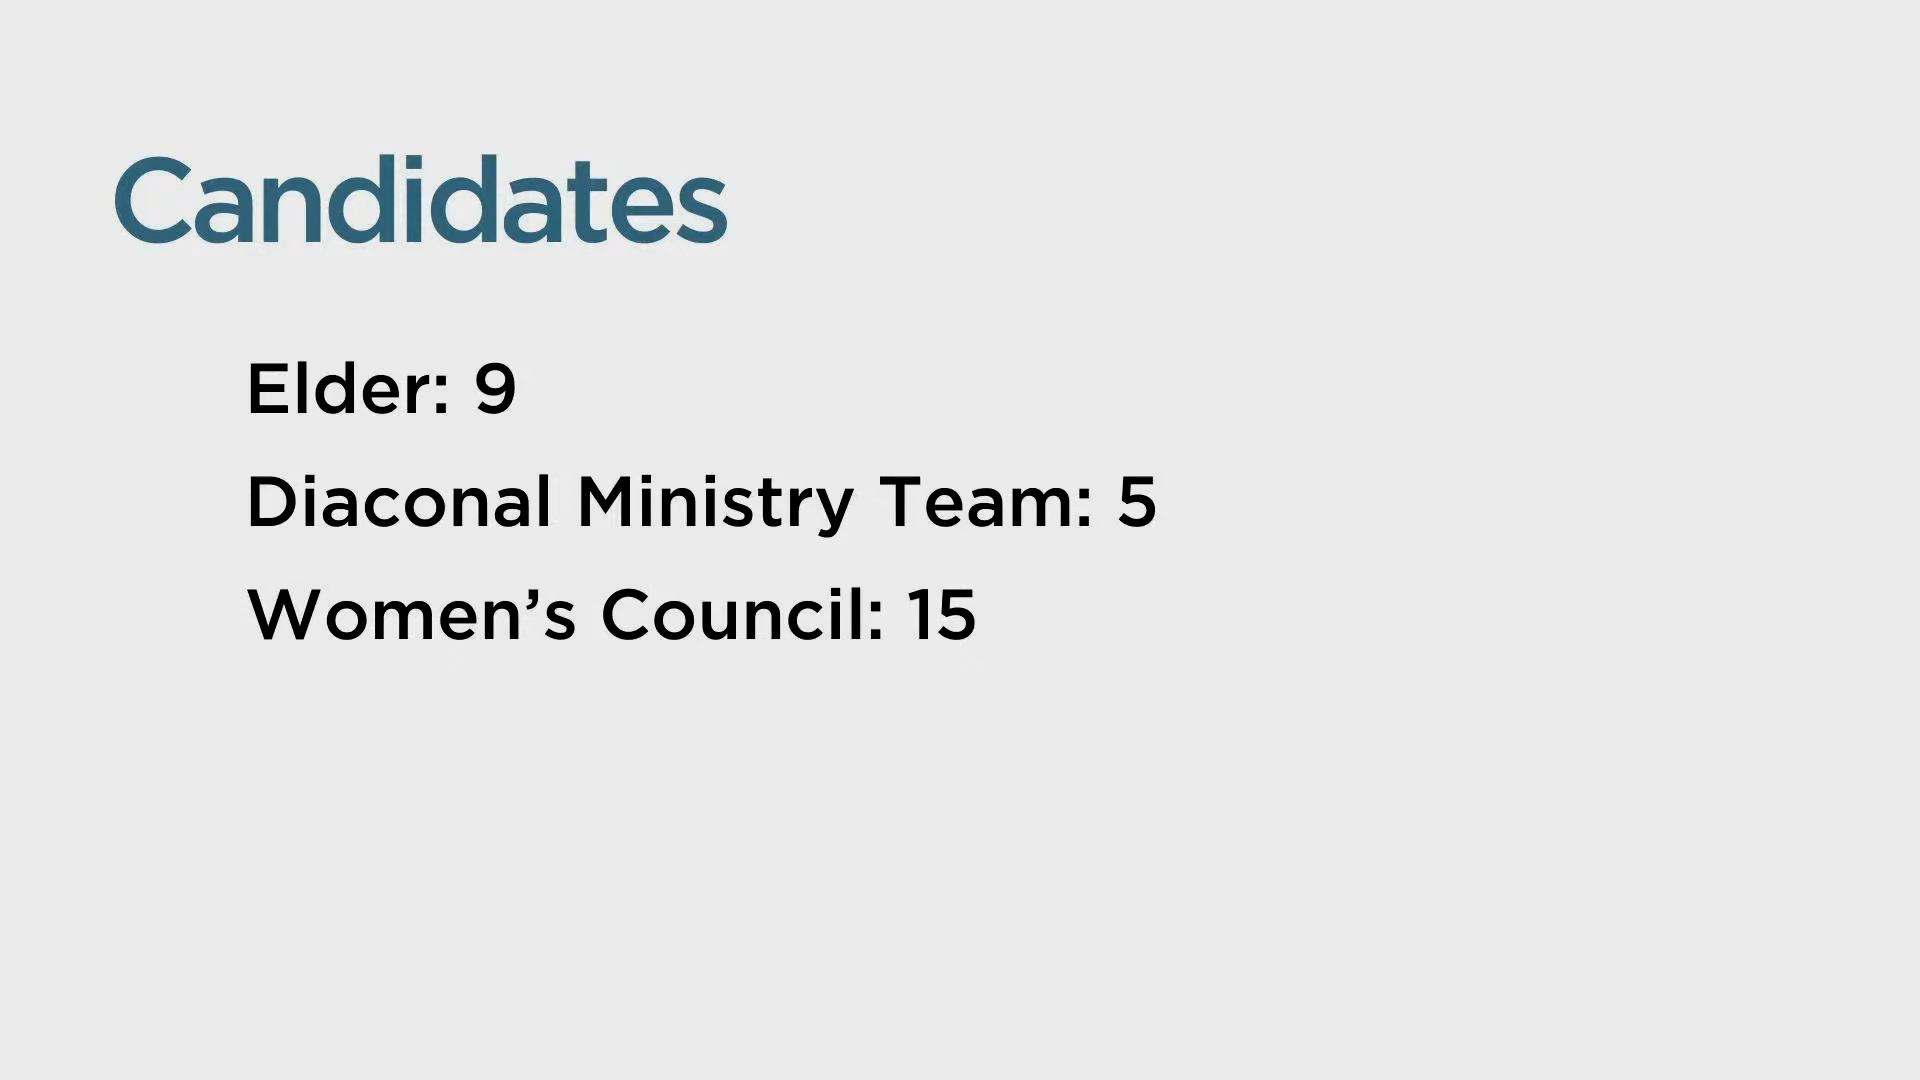 Candidates
Elder: 9
Diaconal Ministry Team: 5
Women’s Council: 15